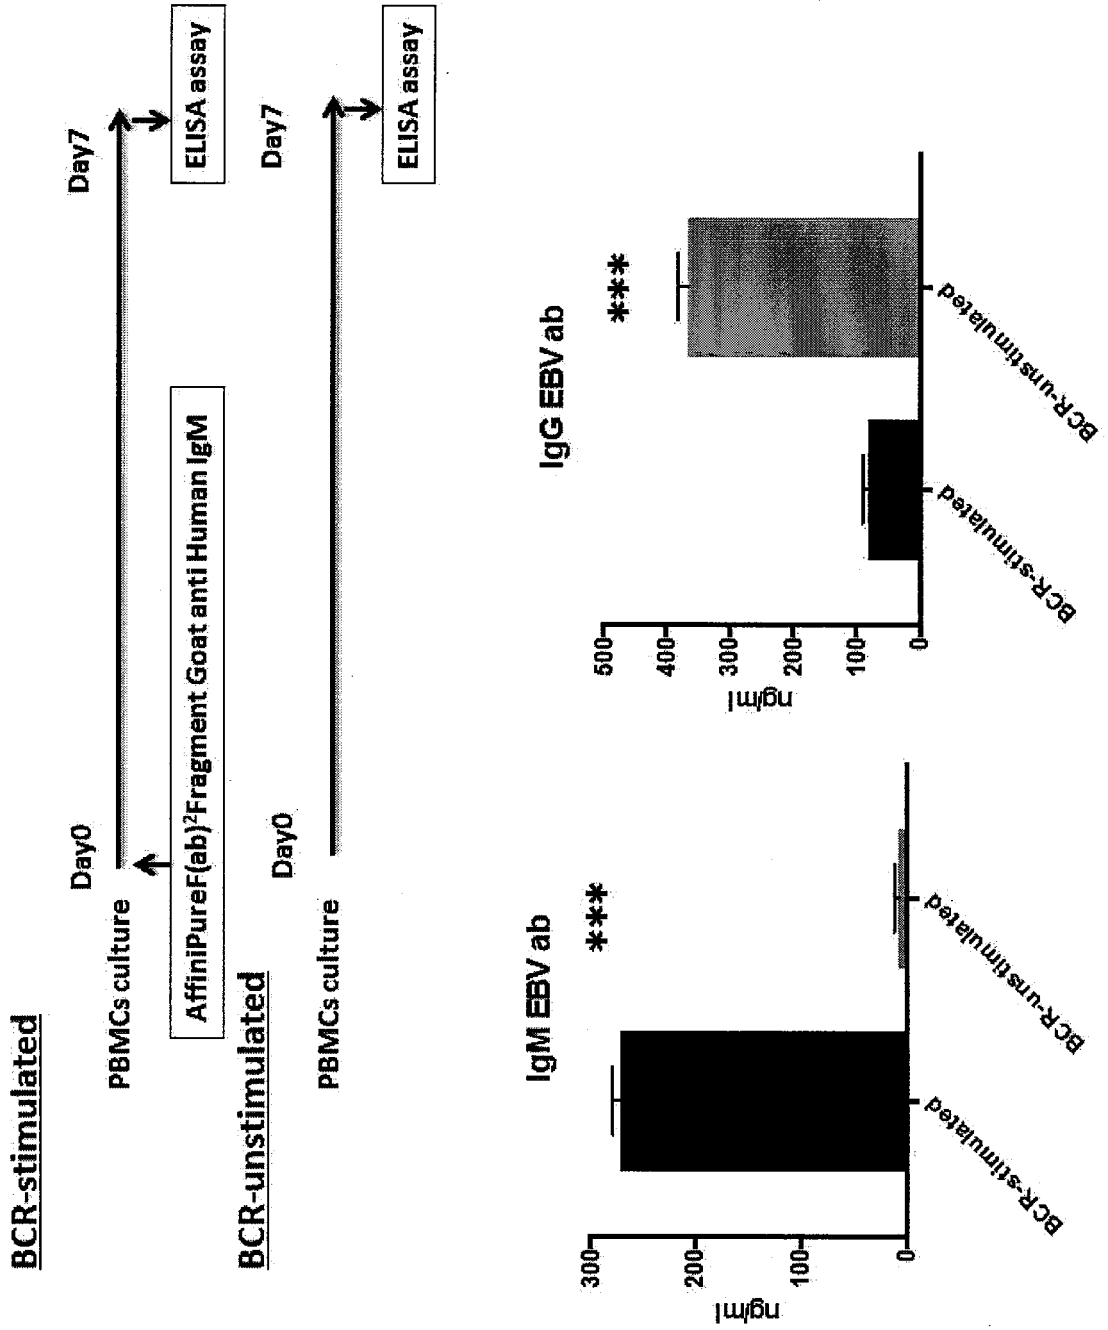 BCR-stimulated
Day0
Day7
PBMCs culture
AffiniPureF(ab)²Fragment Goat anti Human IgM
ELISA assay
BCR-unstimulated
Day0
Day7
PBMCs culture
ELISA assay
IgM EBV ab
300
200
100
0
ng/ml
***
BCR-stimulated
BCR-unstimulated
IgG EBV ab
500
400
300
200
100
0
ng/ml
***
BCR-stimulated
BCR-unstimulated